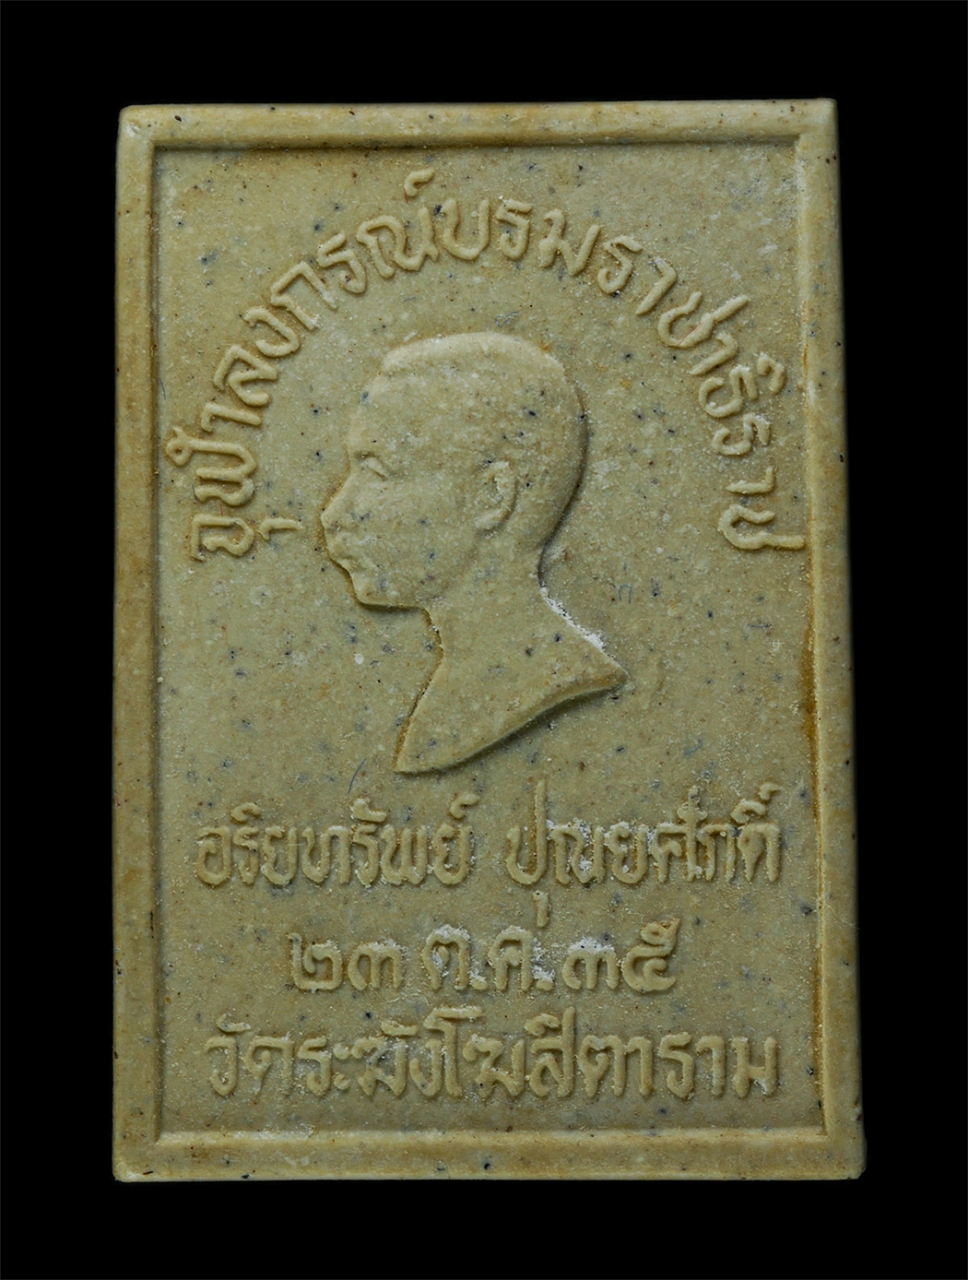 จุฬาลงกรณ์บรมราชาธิราช
อริยทรัพย์ ปุณยศักดิ์
๒๓ ต.ค. ๓๕
วัดระฆังโฆสิตาราม